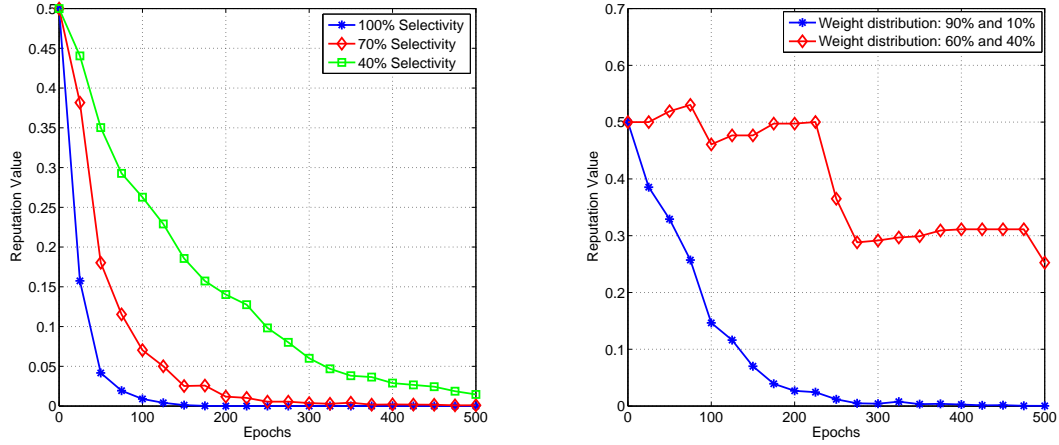 0.5
0.45
0.4
0.35
0.3
0.25
0.2
0.15
0.1
0.05
0
Reputation Value
100% Selectivity
70% Selectivity
40% Selectivity
0 100 200 300 400 500
Epochs
0.7
0.6
0.5
0.4
0.3
0.2
0.1
0
Reputation Value
Weight distribution: 90% and 10%
Weight distribution: 60% and 40%
0 100 200 300 400 500
Epochs